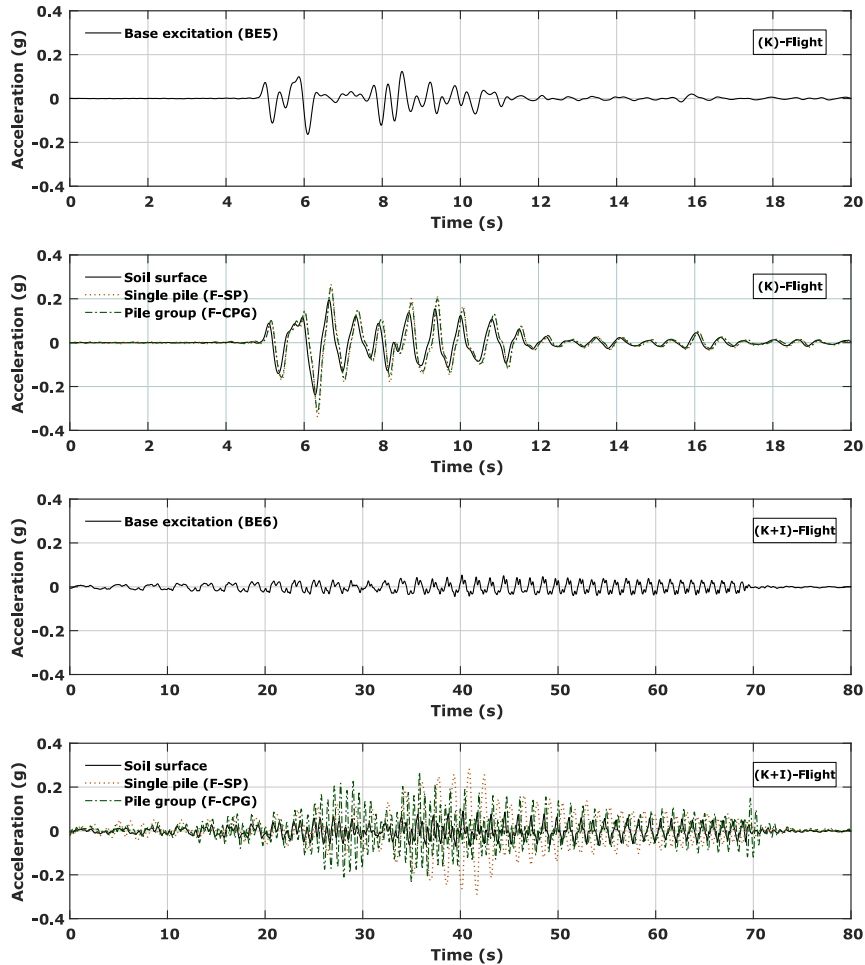 0.4
Base excitation (BE5)
(K)-Flight
0.2
0
-0.2
-0.4
Acceleration (g)
0 2 4 6 8 10 12 14 16 18 20
Time (s)
0.4
Soil surface
Single pile (F-SP)
(K)-Flight
0.2
Pile group (F-CPG)
0
-0.2
-0.4
Acceleration (g)
0 2 4 6 8 10 12 14 16 18 20
Time (s)
0.4
Base excitation (BE6)
(K+I)-Flight
0.2
0
-0.2
-0.4
Acceleration (g)
0 10 20 30 40 50 60 70 80
Time (s)
0.4
Soil surface
Single pile (F-SP)
(K+I)-Flight
0.2
Pile group (F-CPG)
0
-0.2
-0.4
Acceleration (g)
0 10 20 30 40 50 60 70 80
Time (s)